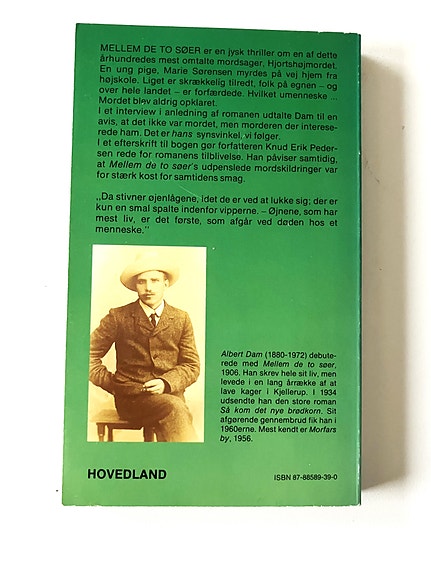 MELLEM DE TO SØER er en jysk thriller om en af dette
århundredes mest omtalte mordsager, Hjortshøjmordet.
En ung pige, Marie Sørensen myrdes på vej hjem fra
højskole. Liget er skrækkelig tilredt, folk på egnen – og
over hele landet – er forfærdede. Hvilket umenneske ...
Mordet blev aldrig opklaret.
I et interview i anledning af romanen udtalte Dam til en
avis, at det ikke var mordet, men morderen der interese-
rede ham. Det er hans synsvinkel, vi følger.
I et efterskrift til bogen gør forfatteren Knud Erik Peder-
sen rede for romanens tilblivelse. Han påviser samtidig,
at Mellem de to søer's udpenslede mordskildringer var
for stærk kost for samtidens smag.
,,Da stivner øjenlågene, idet de er ved at lukke sig; der er
kun en smal spalte indenfor vipperne. – Øjnene, som har
mest liv, er det første, som afgår ved døden hos et
menneske.''
Albert Dam (1880-1972) debute-
rede med Mellem de to søer,
1906. Han skrev hele sit liv, men
levede i en lang årrække af at
lave kager i Kjellerup. I 1934
udsendte han den store roman
Så kom det nye brødkorn. Sit
afgørende gennembrud fik han i
1960erne. Mest kendt er Morfars
by, 1956.
HOVEDLAND
ISBN 87-88589-39-0